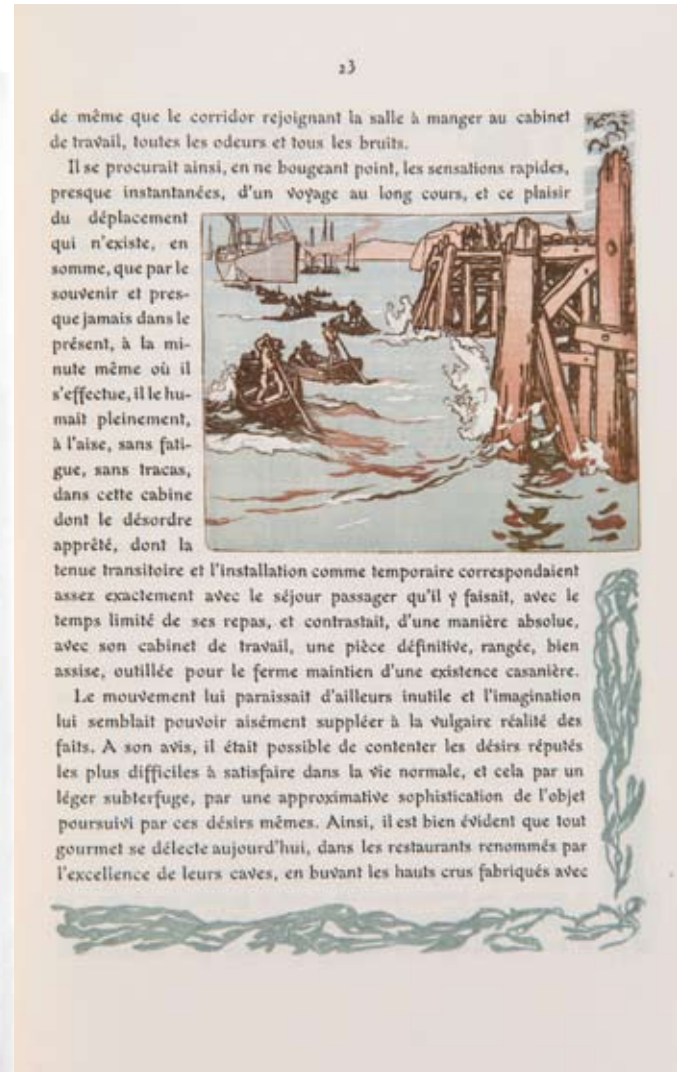 23
de même que le corridor rejoignant la salle à manger au cabinet
de travail, toutes les odeurs et tous les bruits.
Il se procurait ainsi, en ne bougeant point, les sensations rapides,
presque instantanées, d'un voyage au long cours, et ce plaisir
du déplacement
qui n'existe, en
somme, que par le
souvenir et pres-
que jamais dans le
présent, à la mi-
nute même où il
s'effectue, il le hu-
mait pleinement,
à l'aise, sans fati-
gue, sans tracas,
dans cette cabine
dont le désordre
apprêté, dont la
tenue transitoire et l'installation comme temporaire correspondaient
assez exactement avec le séjour passager qu'il y faisait, avec le
temps limité de ses repas, et contrastait, d'une manière absolue,
avec son cabinet de travail, une pièce définitive, rangée, bien
assise, outillée pour le ferme maintien d'une existence casanière.
Le mouvement lui paraissait d'ailleurs inutile et l'imagination
lui semblait pouvoir aisément suppléer à la vulgaire réalité des
faits. A son avis, il était possible de contenter les désirs réputés
les plus difficiles à satisfaire dans la vie normale, et cela par un
léger subterfuge, par une approximative sophistication de l'objet
poursuivi par ces désirs mêmes. Ainsi, il est bien évident que tout
gourmet se délecte aujourd'hui, dans les restaurants renommés par
l'excellence de leurs caves, en buvant les hauts crus fabriqués avec